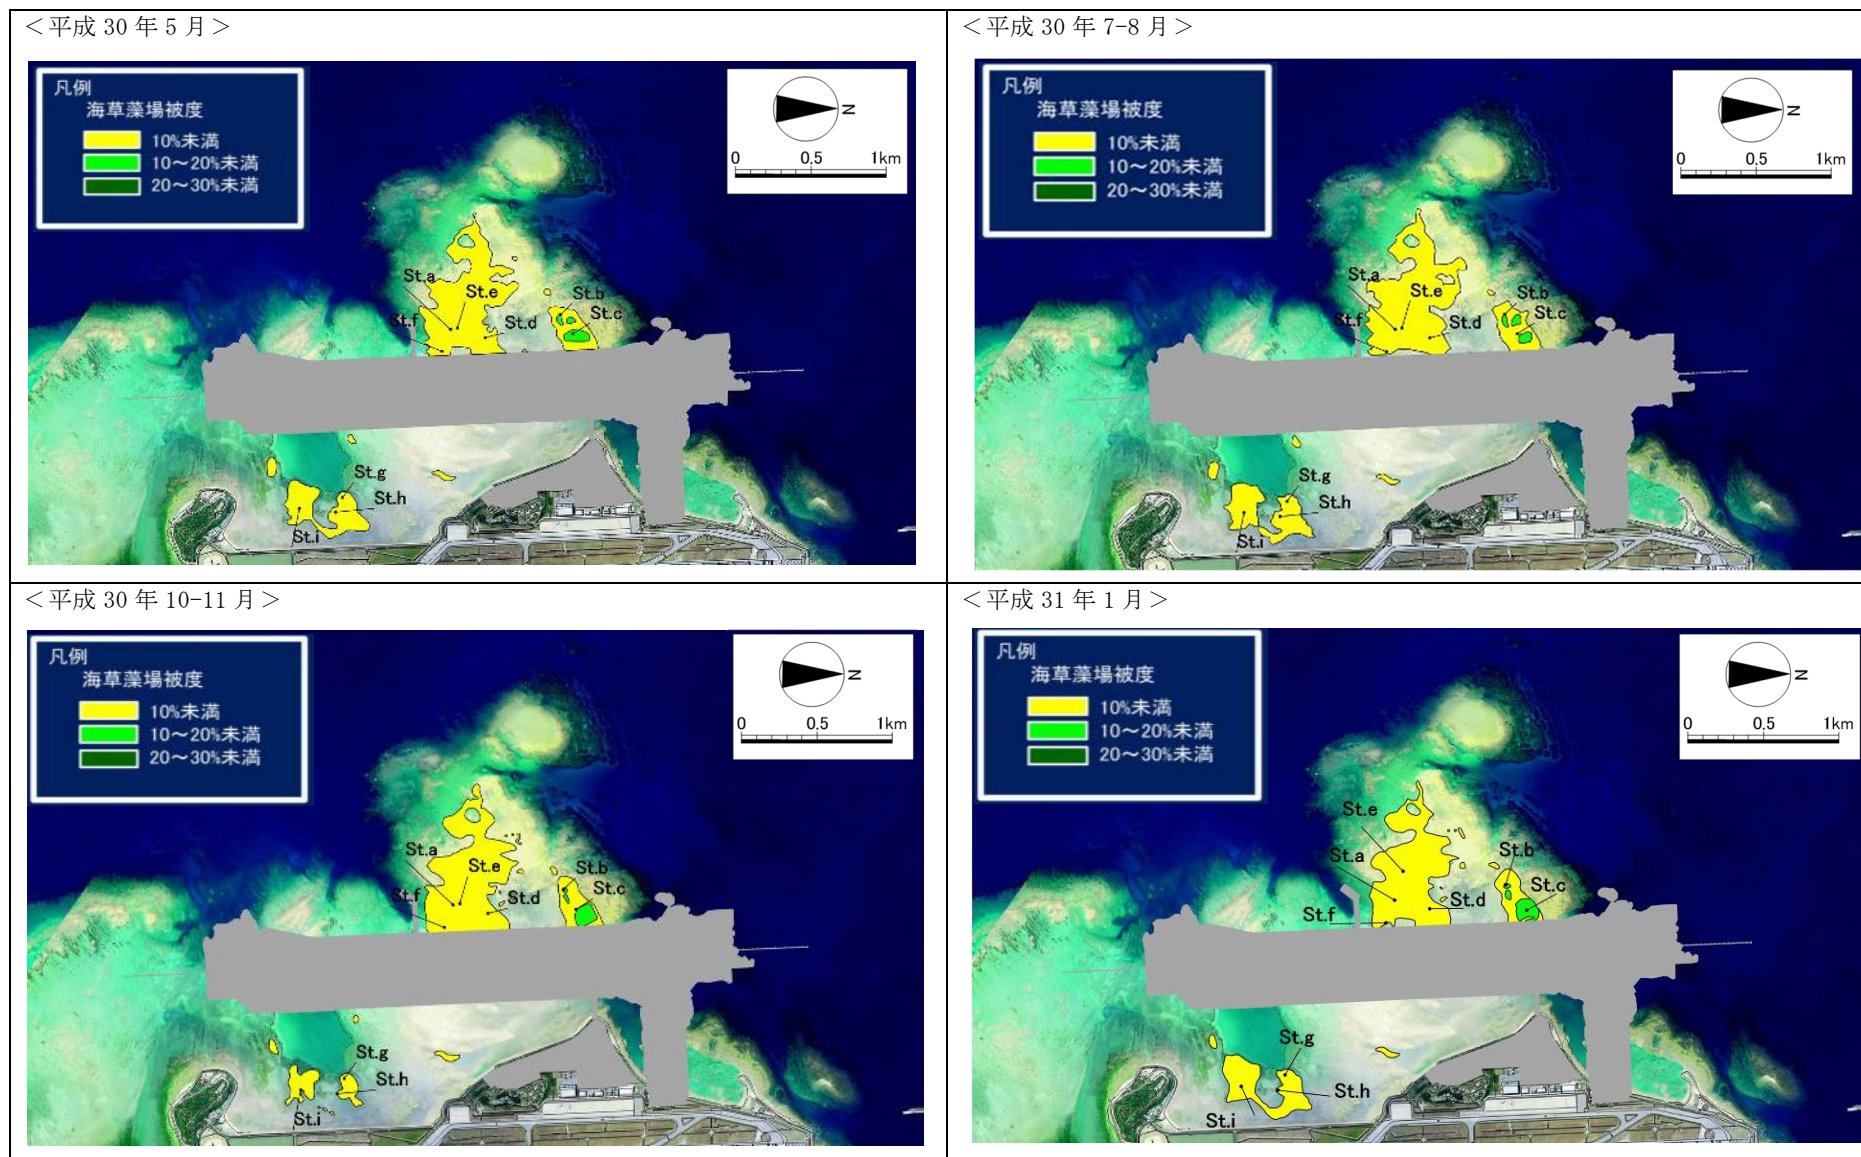 ＜平成 30 年 5 月＞
凡例
海草藻場被度
10%未満
10～20%未満
20～30%未満
N
0 0.5 1km
St.a
St.e
St.b
St.c
St.f
St.d
St.g
St.h
St.i
＜平成 30 年 7-8 月＞
凡例
海草藻場被度
10%未満
10～20%未満
20～30%未満
N
0 0.5 1km
St.a
St.e
St.b
St.c
St.f
St.d
St.g
St.h
St.i
＜平成 30 年 10-11 月＞
凡例
海草藻場被度
10%未満
10～20%未満
20～30%未満
N
0 0.5 1km
St.a
St.e
St.b
St.c
St.f
St.d
St.g
St.h
St.i
＜平成 31 年 1 月＞
凡例
海草藻場被度
10%未満
10～20%未満
20～30%未満
N
0 0.5 1km
St.e
St.a
St.b
St.c
St.d
St.f
St.g
St.h
St.i